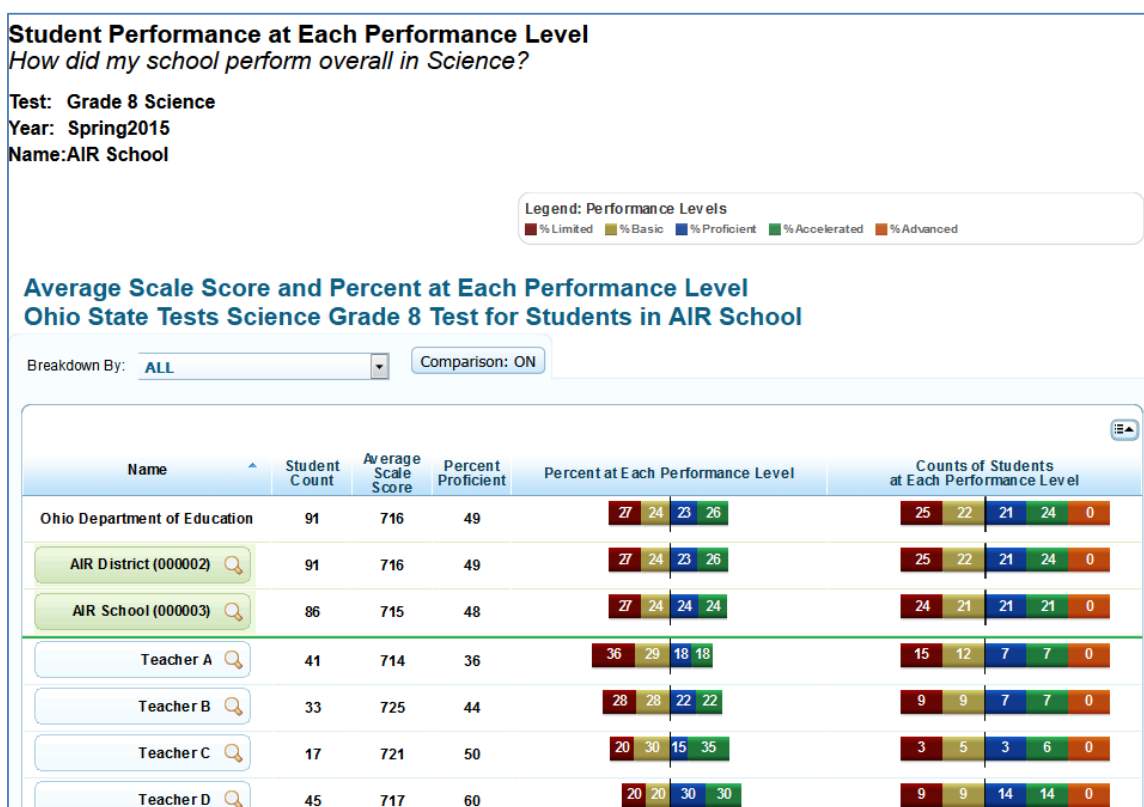 Student Performance at Each Performance Level
How did my school perform overall in Science?
Test: Grade 8 Science
Year: Spring2015
Name:AIR School
Legend: Performance Levels
%Limited %Basic %Proficient %Accelerated %Advanced
Average Scale Score and Percent at Each Performance Level
Ohio State Tests Science Grade 8 Test for Students in AIR School
Breakdown By: ALL Comparison: ON
Name Student Count Average Scale Score Percent Proficient Percent at Each Performance Level Counts of Students at Each Performance Level
Ohio Department of Education 91 716 49 27 24 23 26 25 22 21 24 0
AIR District (000002) 91 716 49 27 24 23 26 25 22 21 24 0
AIR School (000003) 86 715 48 27 24 24 24 24 21 21 21 0
Teacher A 41 714 36 36 29 18 18 15 12 7 7 0
Teacher B 33 725 44 28 28 22 22 9 9 7 7 0
Teacher C 17 721 50 20 30 15 35 3 5 3 6 0
Teacher D 45 717 60 20 20 30 30 9 9 14 14 0